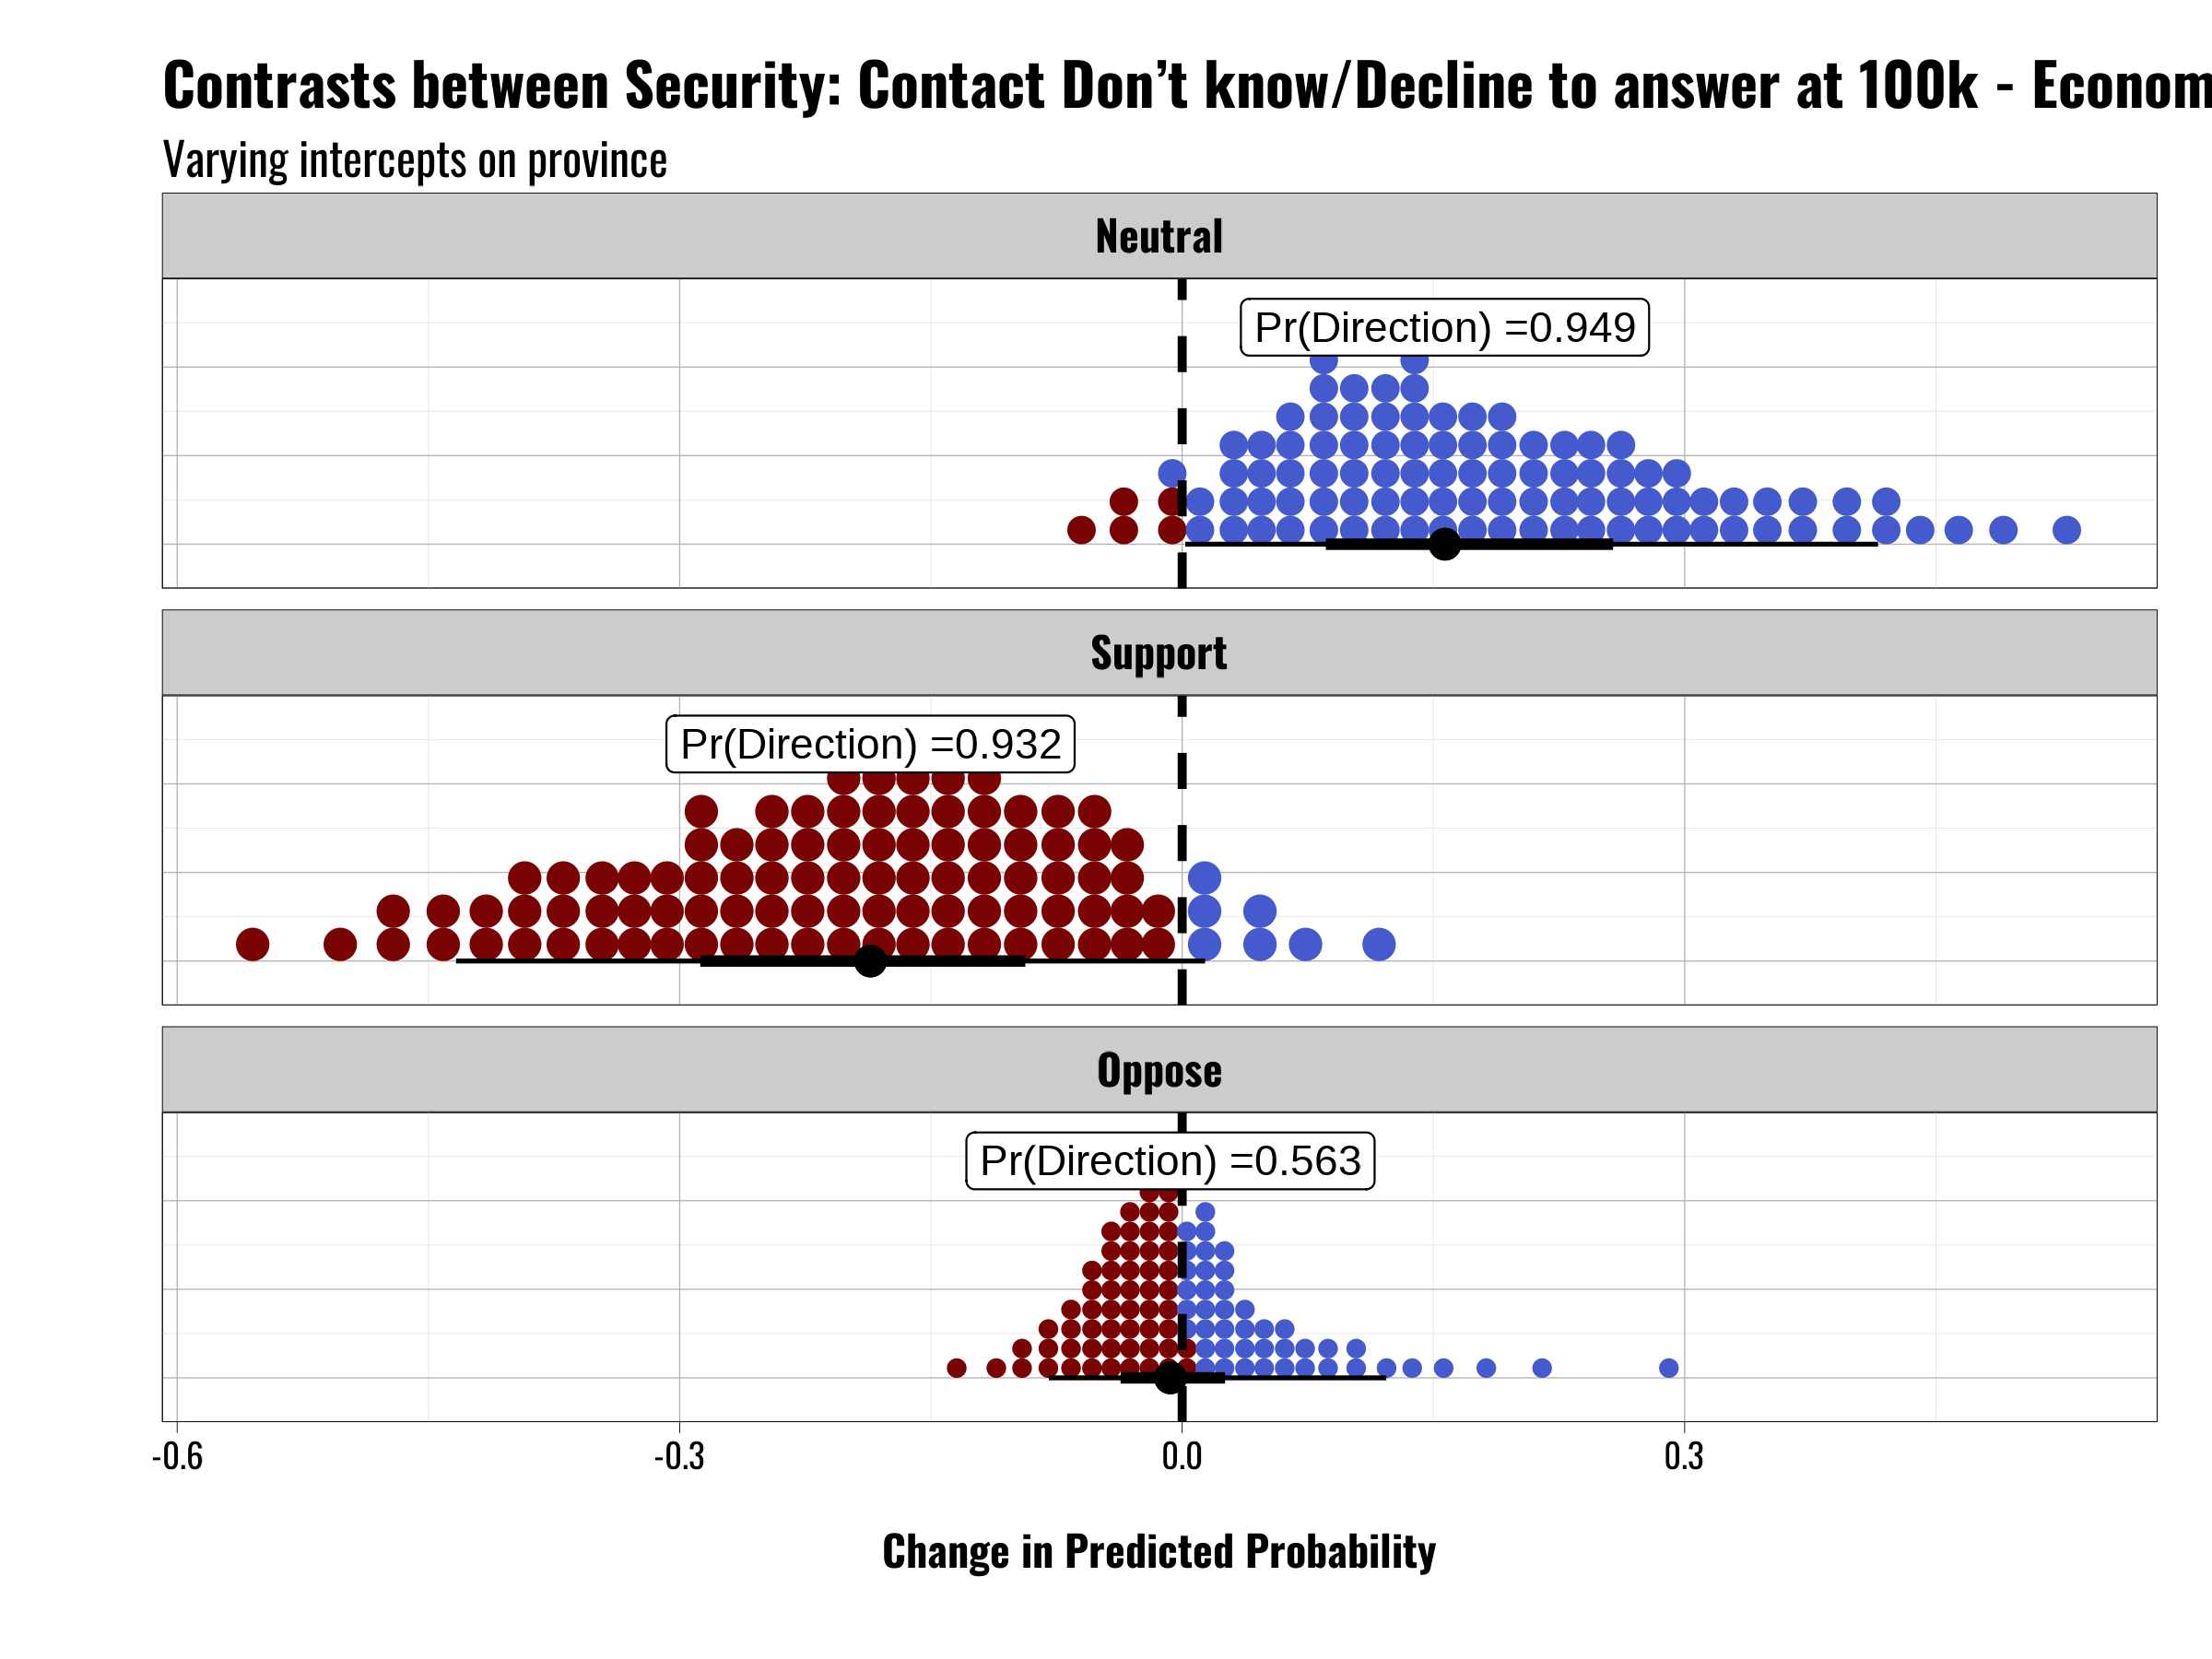 Contrasts between Security: Contact Don’t know/Decline to answer at 100k - Econom
Varying intercepts on province
Neutral
Pr(Direction) =0.949
Support
Pr(Direction) =0.932
Oppose
Pr(Direction) =0.563
-0.6 -0.3 0.0 0.3
Change in Predicted Probability